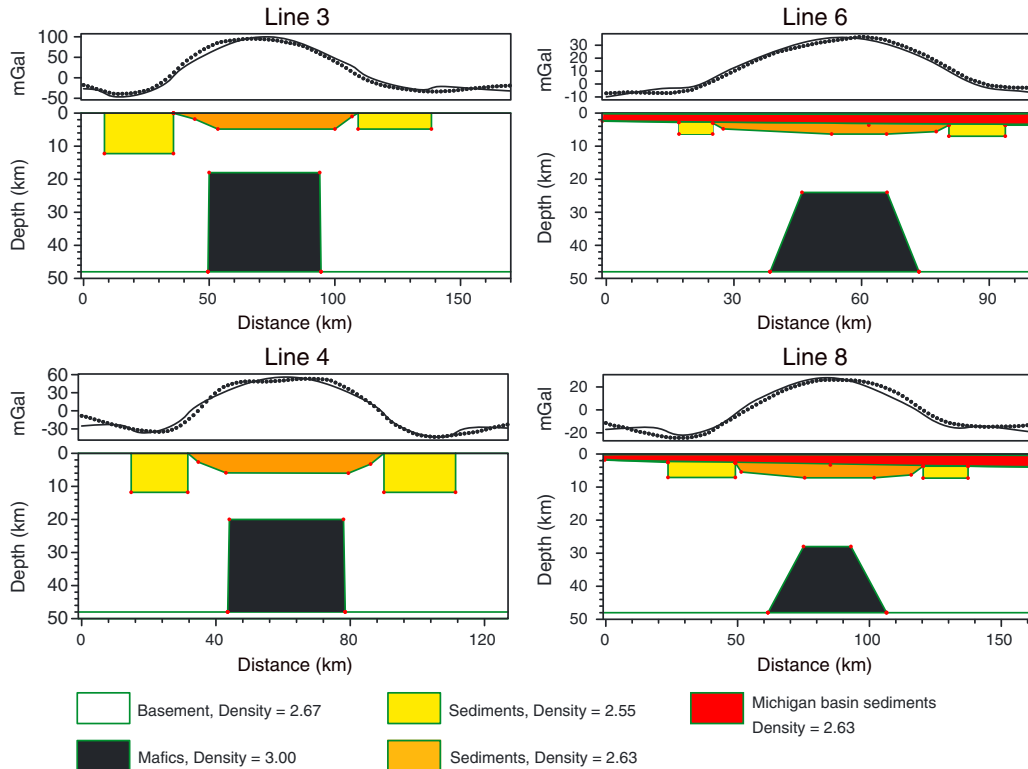 Line 3
mGal
100
50
0
-50
Depth (km)
0
10
20
30
40
50
0
50
100
150
Distance (km)
Line 6
mGal
30
20
10
0
-10
Depth (km)
0
10
20
30
40
50
0
30
60
90
Distance (km)
Line 4
mGal
60
30
0
-30
Depth (km)
0
10
20
30
40
50
0
40
80
120
Distance (km)
Line 8
mGal
20
-20
Depth (km)
0
10
20
30
40
50
0
50
100
150
Distance (km)
Basement, Density = 2.67
Sediments, Density = 2.55
Michigan basin sediments
Density = 2.63
Mafics, Density = 3.00
Sediments, Density = 2.63